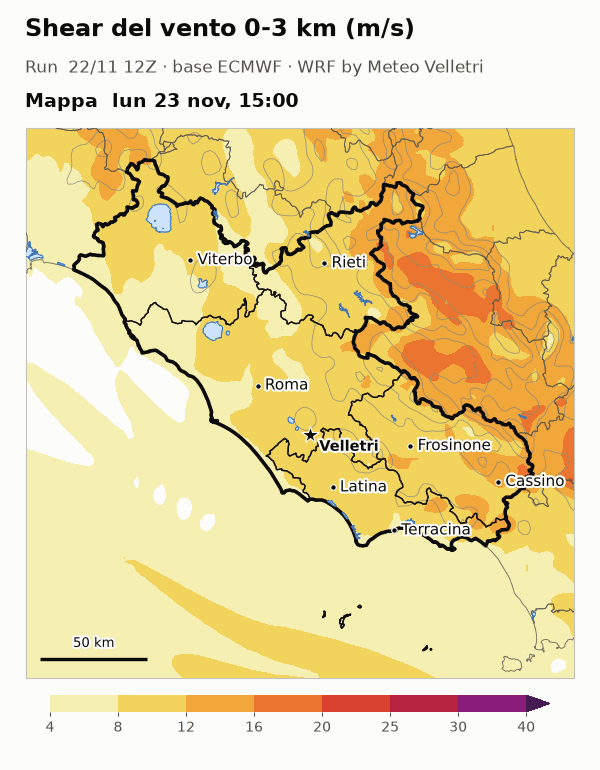 Shear del vento 0-3 km (m/s)
Run  22/11 12Z · base ECMWF · WRF by Meteo Velletri
Mappa  lun 23 nov, 15:00
Viterbo
Rieti
Roma
Velletri
Frosinone
Latina
Cassino
Terracina
50 km
4 8 12 16 20 25 30 40